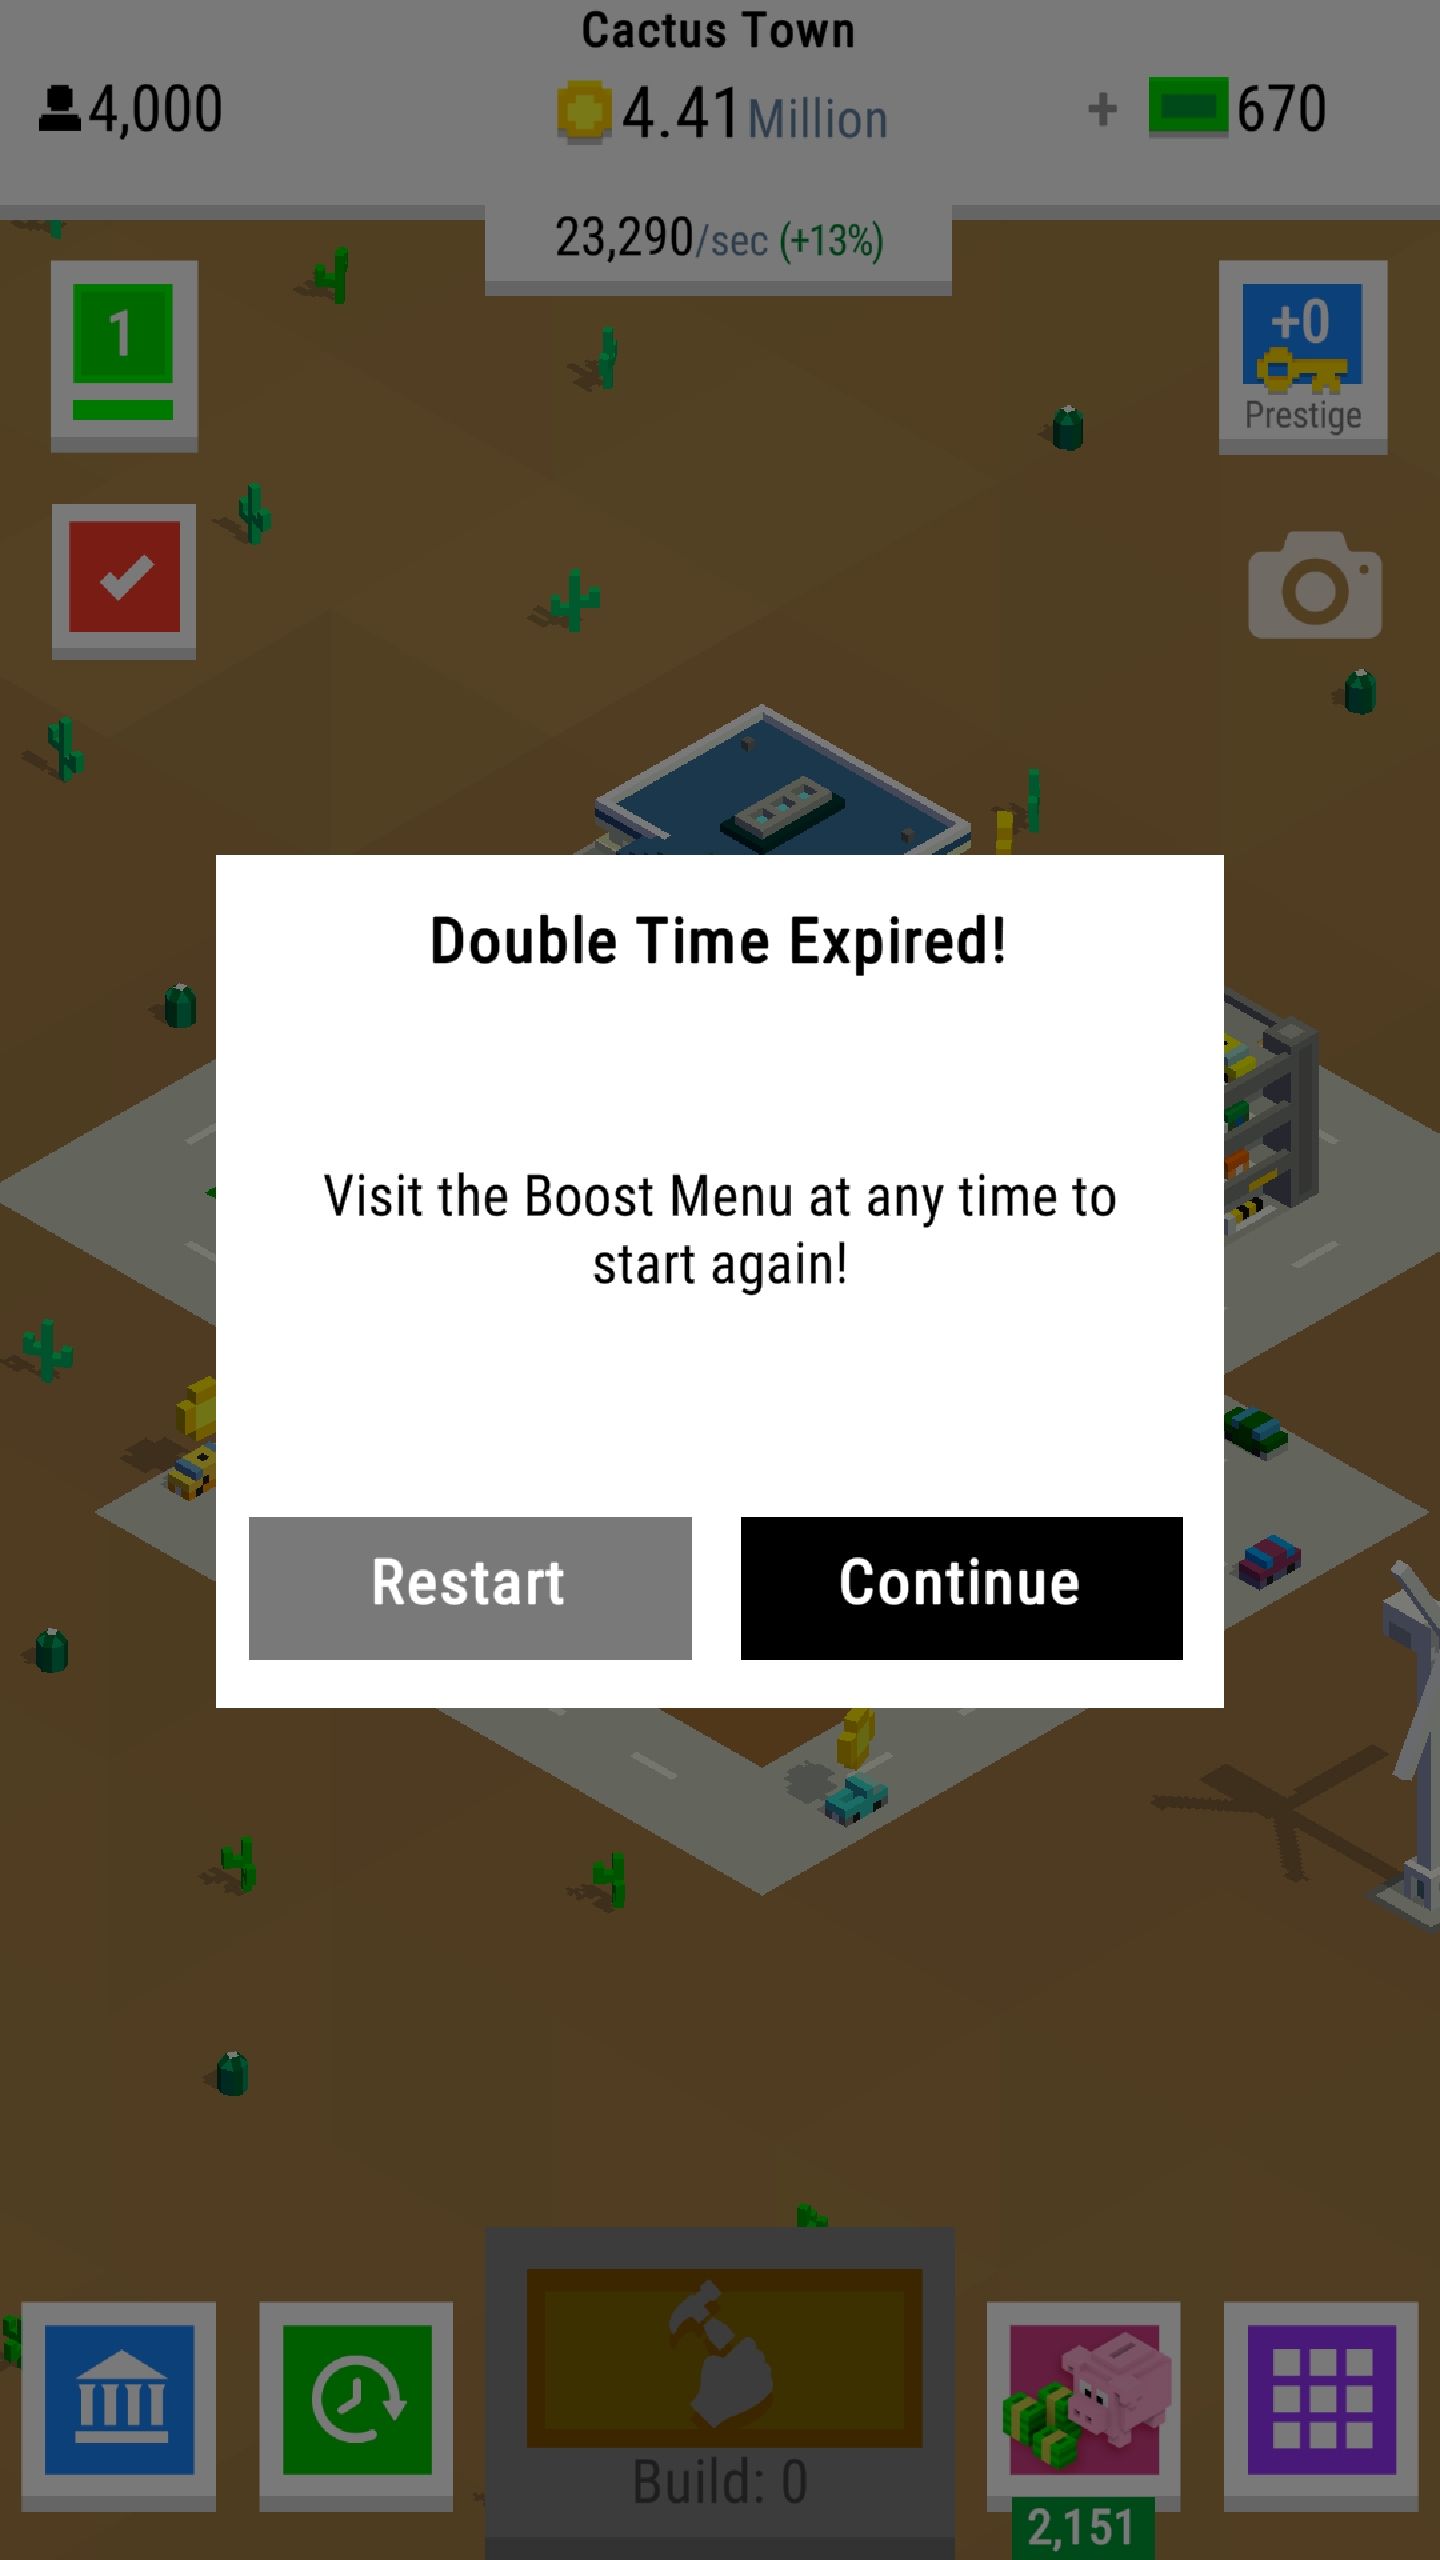 Cactus Town
4,000
4.41 Million
+ 670
23,290/sec (+13%)
1
+0
Prestige
Double Time Expired!
Visit the Boost Menu at any time to
start again!
Restart
Continue
Build: 0
2,151